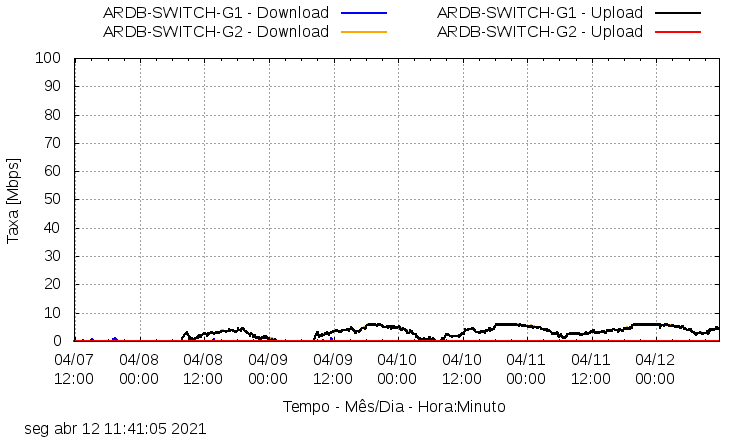 ARDB-SWITCH-G1 - Download ARDB-SWITCH-G1 - Upload
ARDB-SWITCH-G2 - Download ARDB-SWITCH-G2 - Upload
100
90
80
70
60
50
40
30
20
10
0
Taxa [Mbps]
04/07 04/08 04/08 04/09 04/09 04/10 04/10 04/11 04/11 04/12
12:00 00:00 12:00 00:00 12:00 00:00 12:00 00:00 12:00 00:00
Tempo - Mês/Dia - Hora:Minuto
seg abr 12 11:41:05 2021